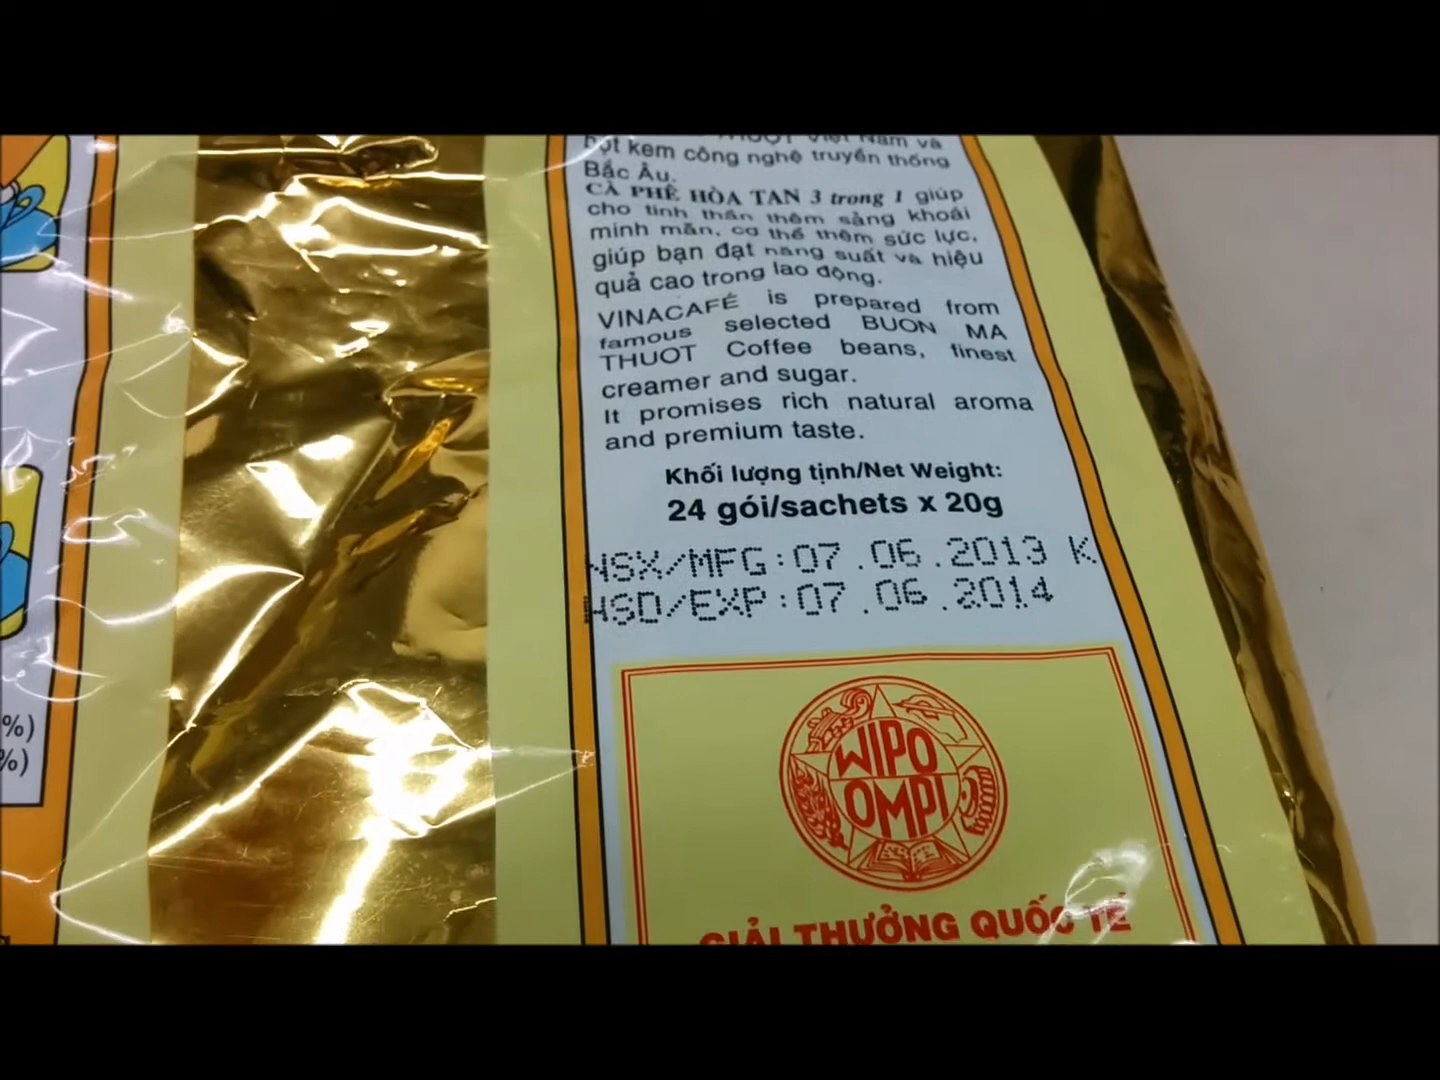 bột kem công nghệ truyền thống
Bắc Âu.
CÀ PHÊ HÒA TAN 3 trong 1 giúp
cho tinh thần thêm sảng khoái
minh mẫn, cơ thể thêm sức lực,
giúp bạn đạt năng suất và hiệu
quả cao trong lao động.
VINACAFÉ is prepared from
famous selected BUON MA
THUOT Coffee beans, finest
creamer and sugar.
It promises rich natural aroma
and premium taste.
Khối lượng tịnh/Net Weight:
24 gói/sachets x 20g
NSX/MFG:07.06.2013 K
HSD/EXP:07.06.2014
WIPO
OMPI
GIẢI THƯỞNG QUỐC TẾ
%)
%)